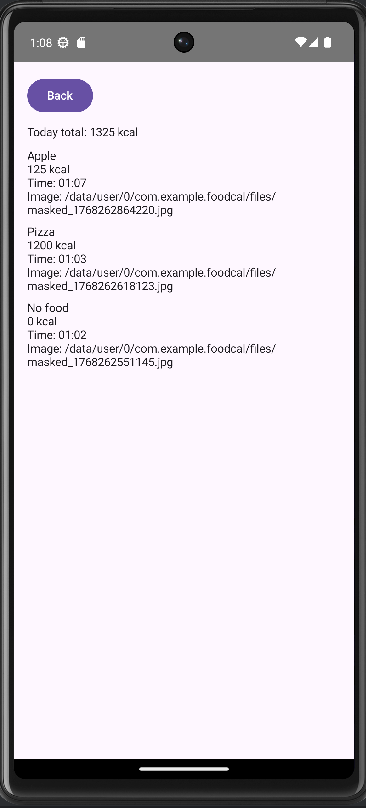 1:08
Back
Today total: 1325 kcal
Apple
125 kcal
Time: 01:07
Image: /data/user/0/com.example.foodcal/files/
masked_1768262864220.jpg
Pizza
1200 kcal
Time: 01:03
Image: /data/user/0/com.example.foodcal/files/
masked_1768262618123.jpg
No food
0 kcal
Time: 01:02
Image: /data/user/0/com.example.foodcal/files/
masked_1768262551145.jpg